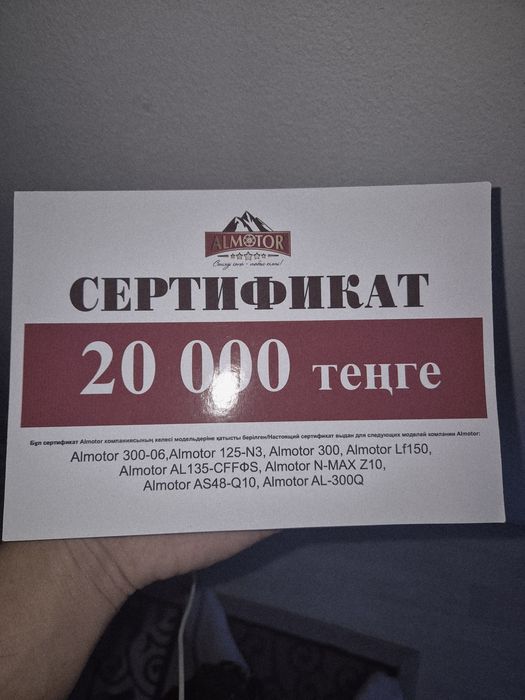 ALMOTOR
СЕРТИФИКАТ
20 000 теңге
Бұл сертификат Almotor компаниясының келесі модельдеріне қатысты берілген/Настоящий сертификат выдан для следующих моделей компании Almotor:
Almotor 300-06,Almotor 125-N3, Almotor 300, Almotor Lf150,
Almotor AL135-CFFФS, Almotor N-MAX Z10,
Almotor AS48-Q10, Almotor AL-300Q